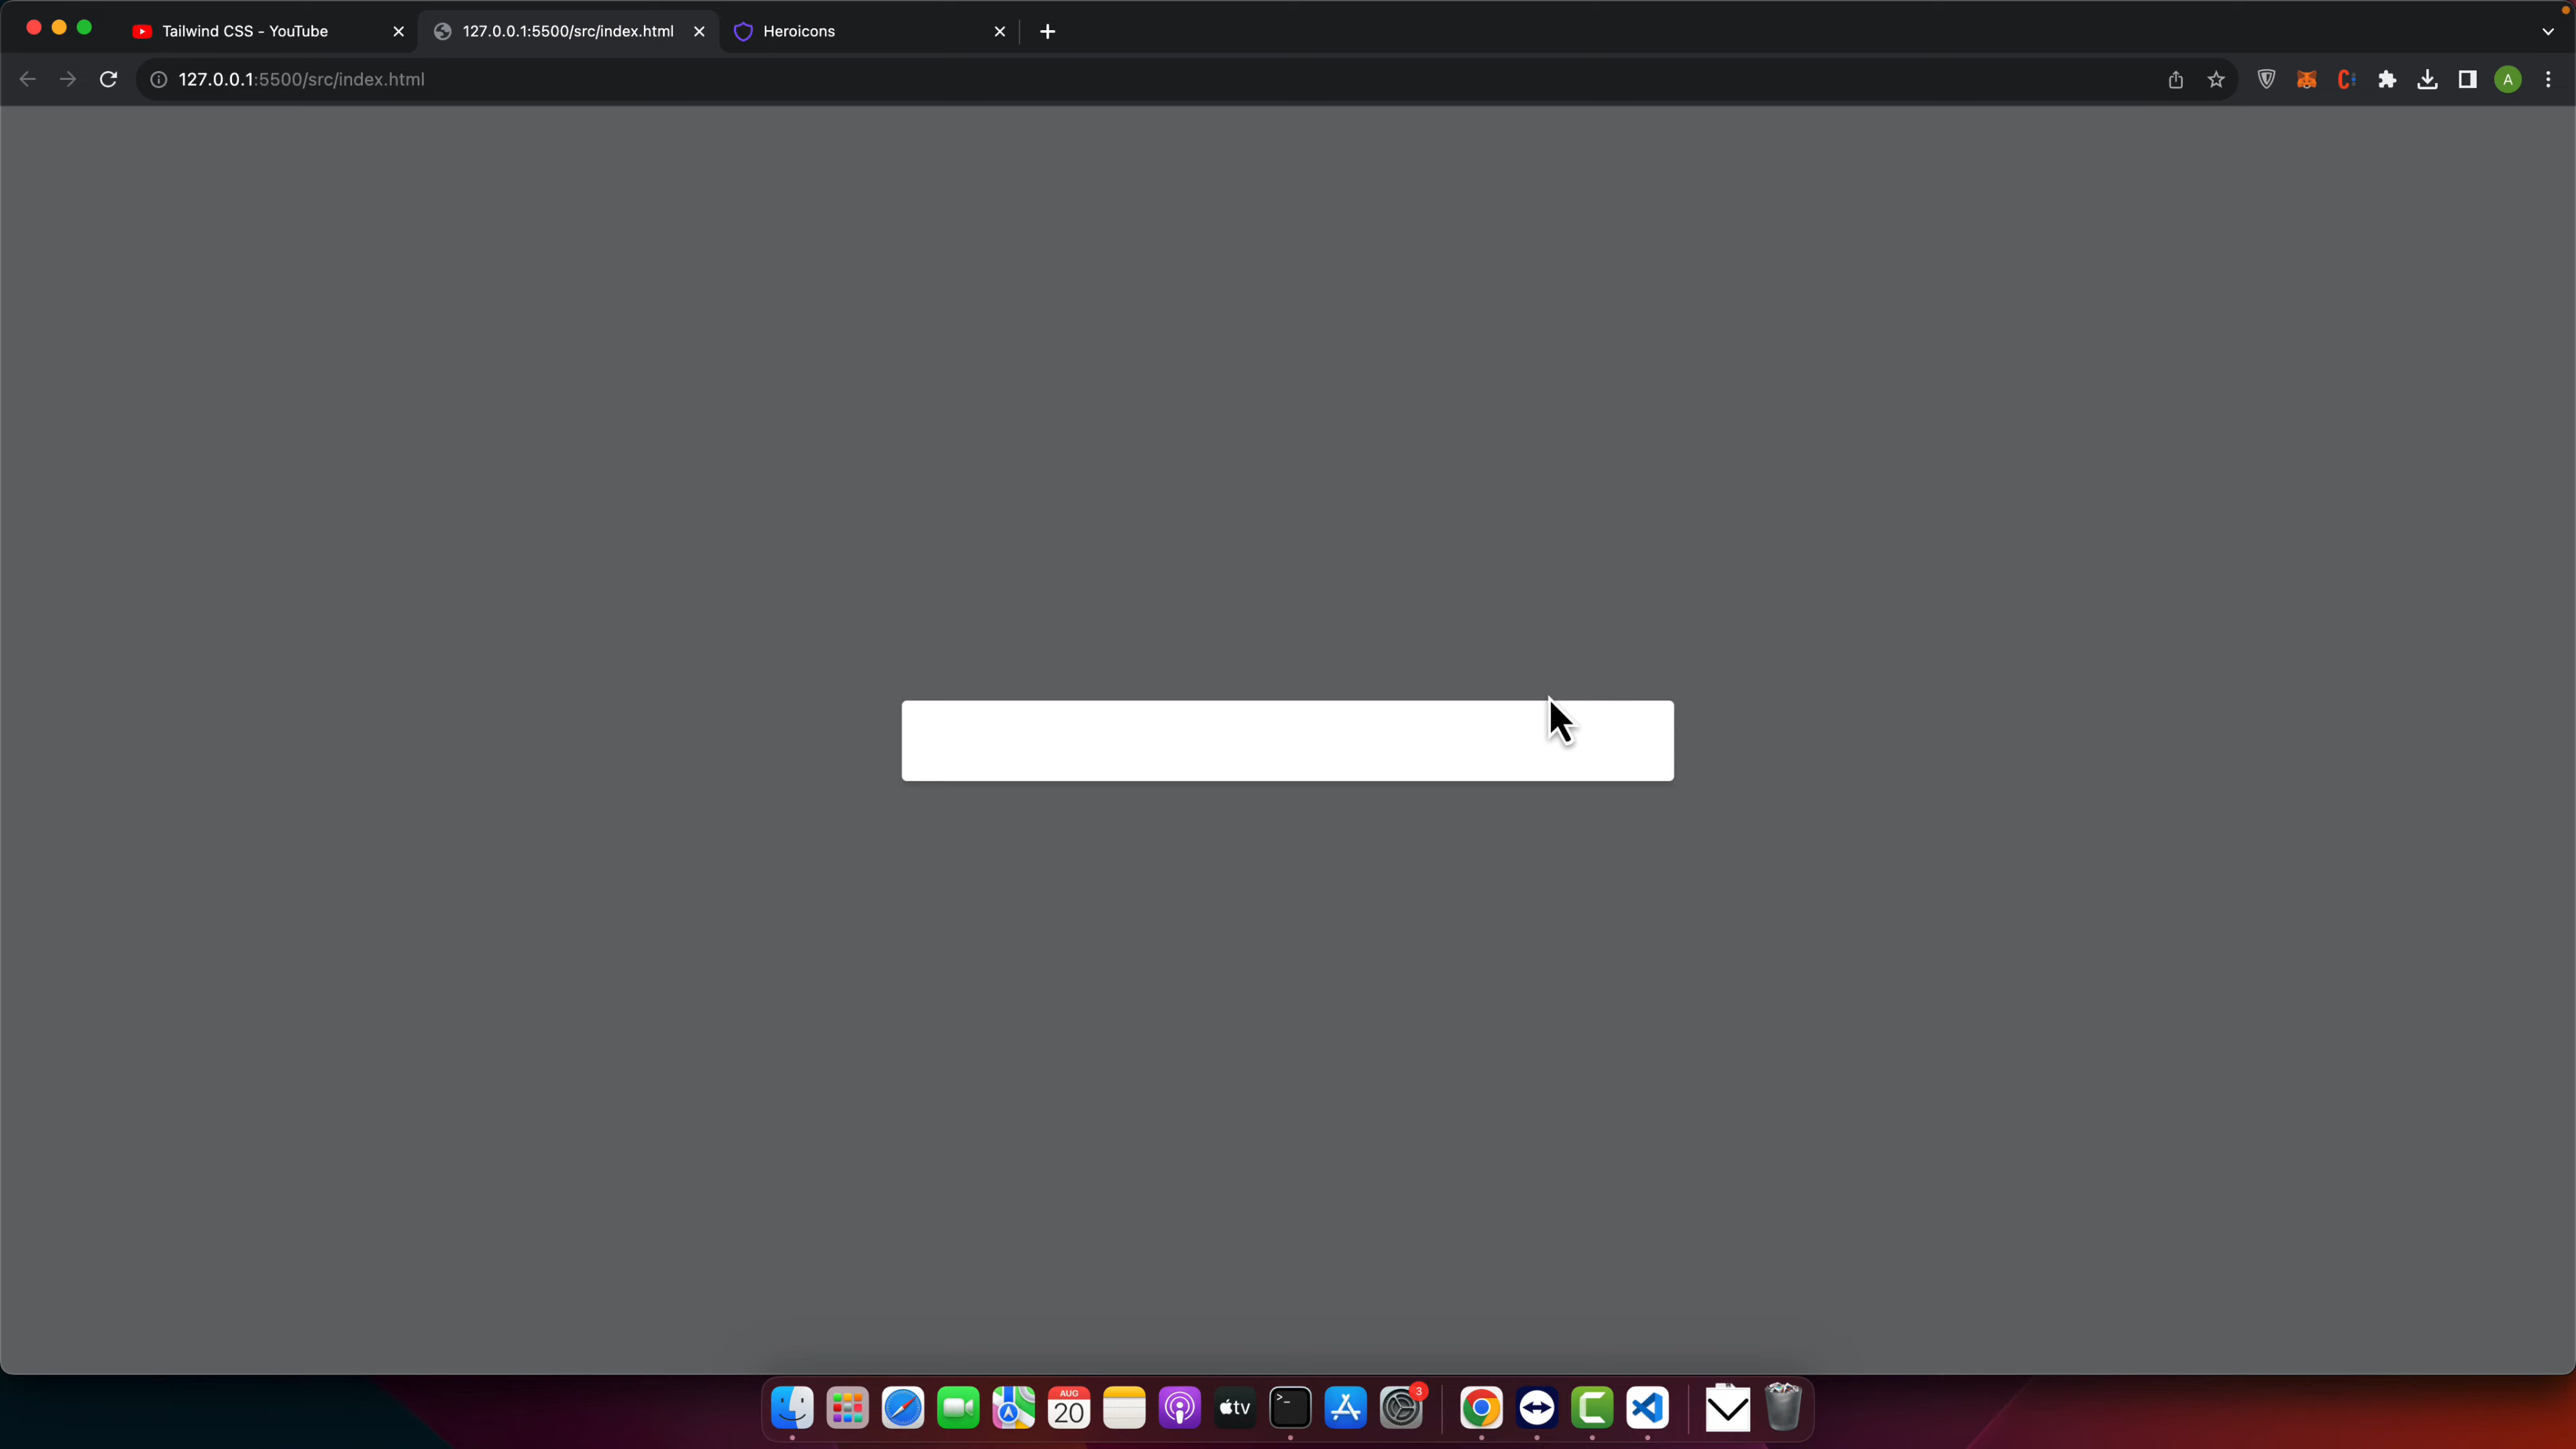 Tailwind CSS - YouTube
127.0.0.1:5500/src/index.html
Heroicons
127.0.0.1:5500/src/index.html
A
AUG
20
tv
>_
3